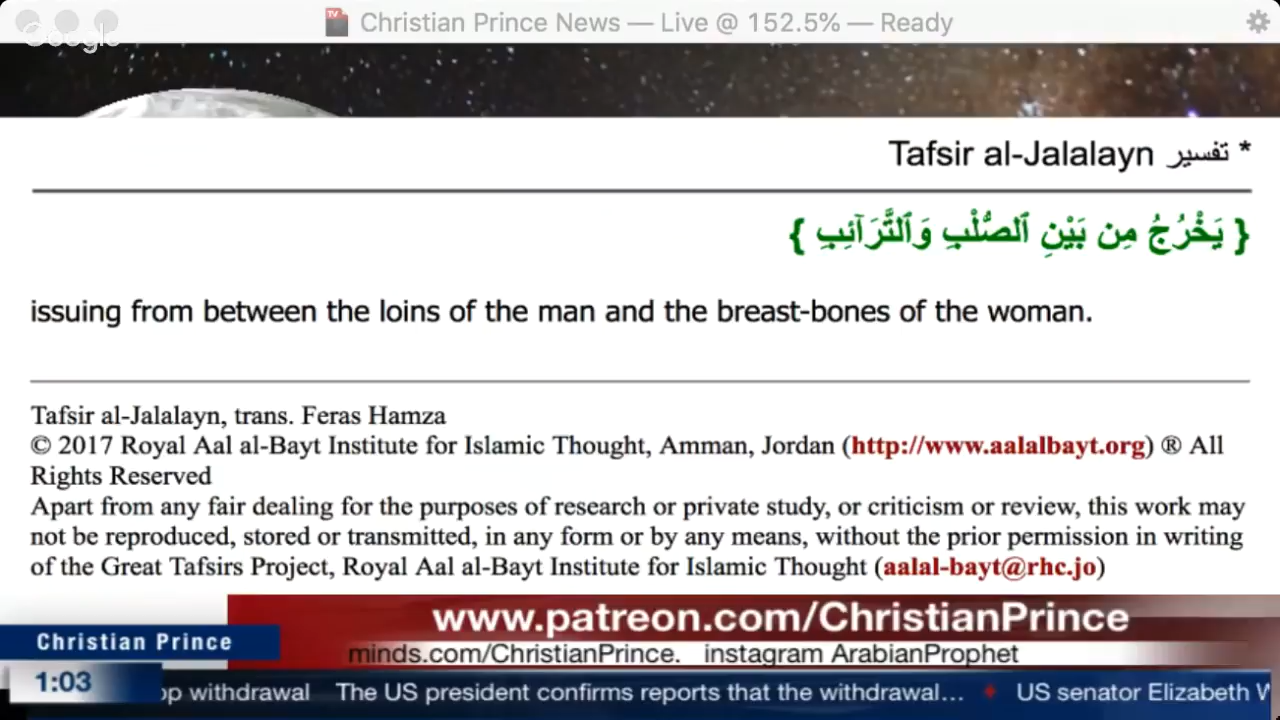 Christian Prince News — Live @ 152.5% — Ready
Google
Tafsir al-Jalalayn تفسير *
{ يَخْرُجُ مِن بَيْنِ ٱلصُّلْبِ وَٱلتَّرَآئِبِ }
issuing from between the loins of the man and the breast-bones of the woman.
Tafsir al-Jalalayn, trans. Feras Hamza
© 2017 Royal Aal al-Bayt Institute for Islamic Thought, Amman, Jordan (http://www.aalalbayt.org) ® All
Rights Reserved
Apart from any fair dealing for the purposes of research or private study, or criticism or review, this work may
not be reproduced, stored or transmitted, in any form or by any means, without the prior permission in writing
of the Great Tafsirs Project, Royal Aal al-Bayt Institute for Islamic Thought (aalal-bayt@rhc.jo)
www.patreon.com/ChristianPrince
Christian Prince
minds.com/ChristianPrince. instagram ArabianProphet
1:03
op withdrawal The US president confirms reports that the withdrawal... US senator Elizabeth W